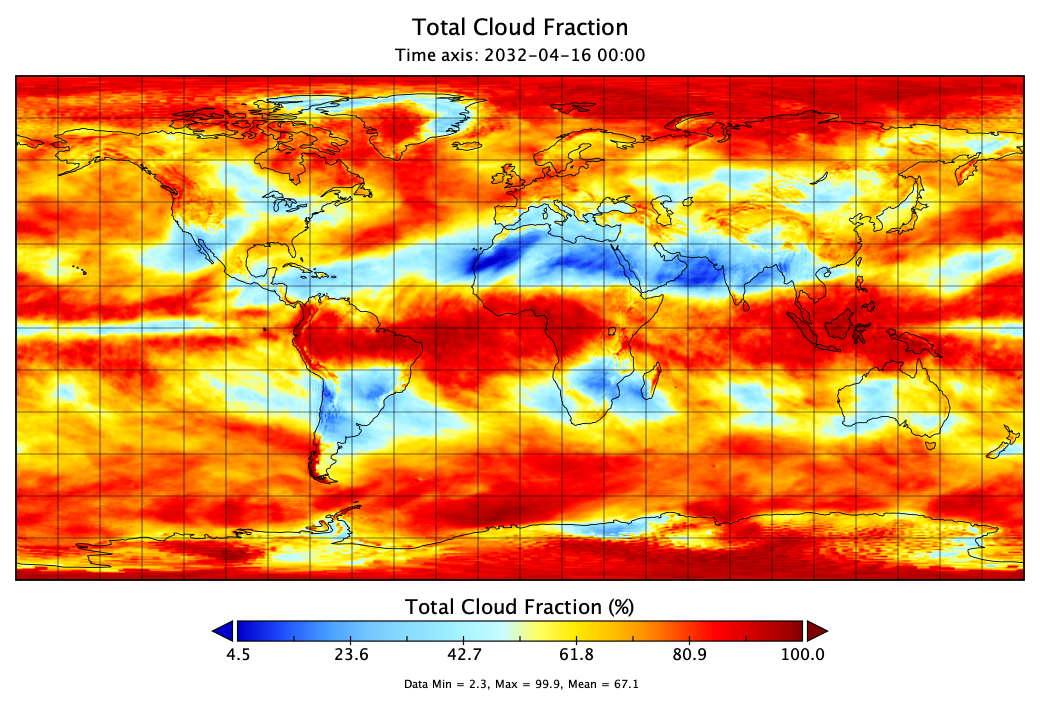 Total Cloud Fraction
Time axis: 2032-04-16 00:00
Total Cloud Fraction (%)
4.5 23.6 42.7 61.8 80.9 100.0
Data Min = 2.3, Max = 99.9, Mean = 67.1